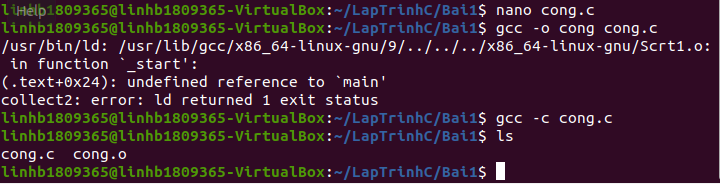 linhb1809365@linhb1809365-VirtualBox:~/LapTrinhC/Bai1$ nano cong.c
Help
linhb1809365@linhb1809365-VirtualBox:~/LapTrinhC/Bai1$ gcc -o cong cong.c
/usr/bin/ld: /usr/lib/gcc/x86_64-linux-gnu/9/../../../x86_64-linux-gnu/Scrt1.o:
 in function `_start':
(.text+0x24): undefined reference to `main'
collect2: error: ld returned 1 exit status
linhb1809365@linhb1809365-VirtualBox:~/LapTrinhC/Bai1$ gcc -c cong.c
linhb1809365@linhb1809365-VirtualBox:~/LapTrinhC/Bai1$ ls
cong.c  cong.o
linhb1809365@linhb1809365-VirtualBox:~/LapTrinhC/Bai1$